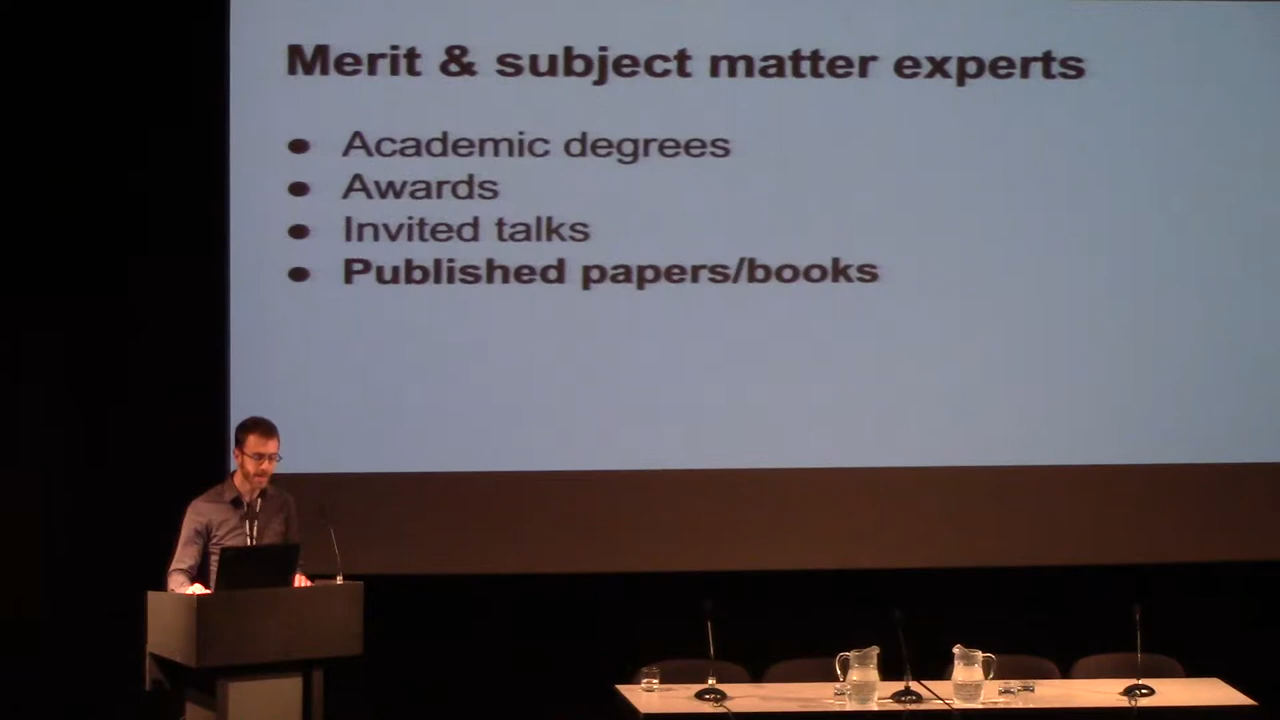 Merit & subject matter experts
● Academic degrees
● Awards
● Invited talks
● Published papers/books